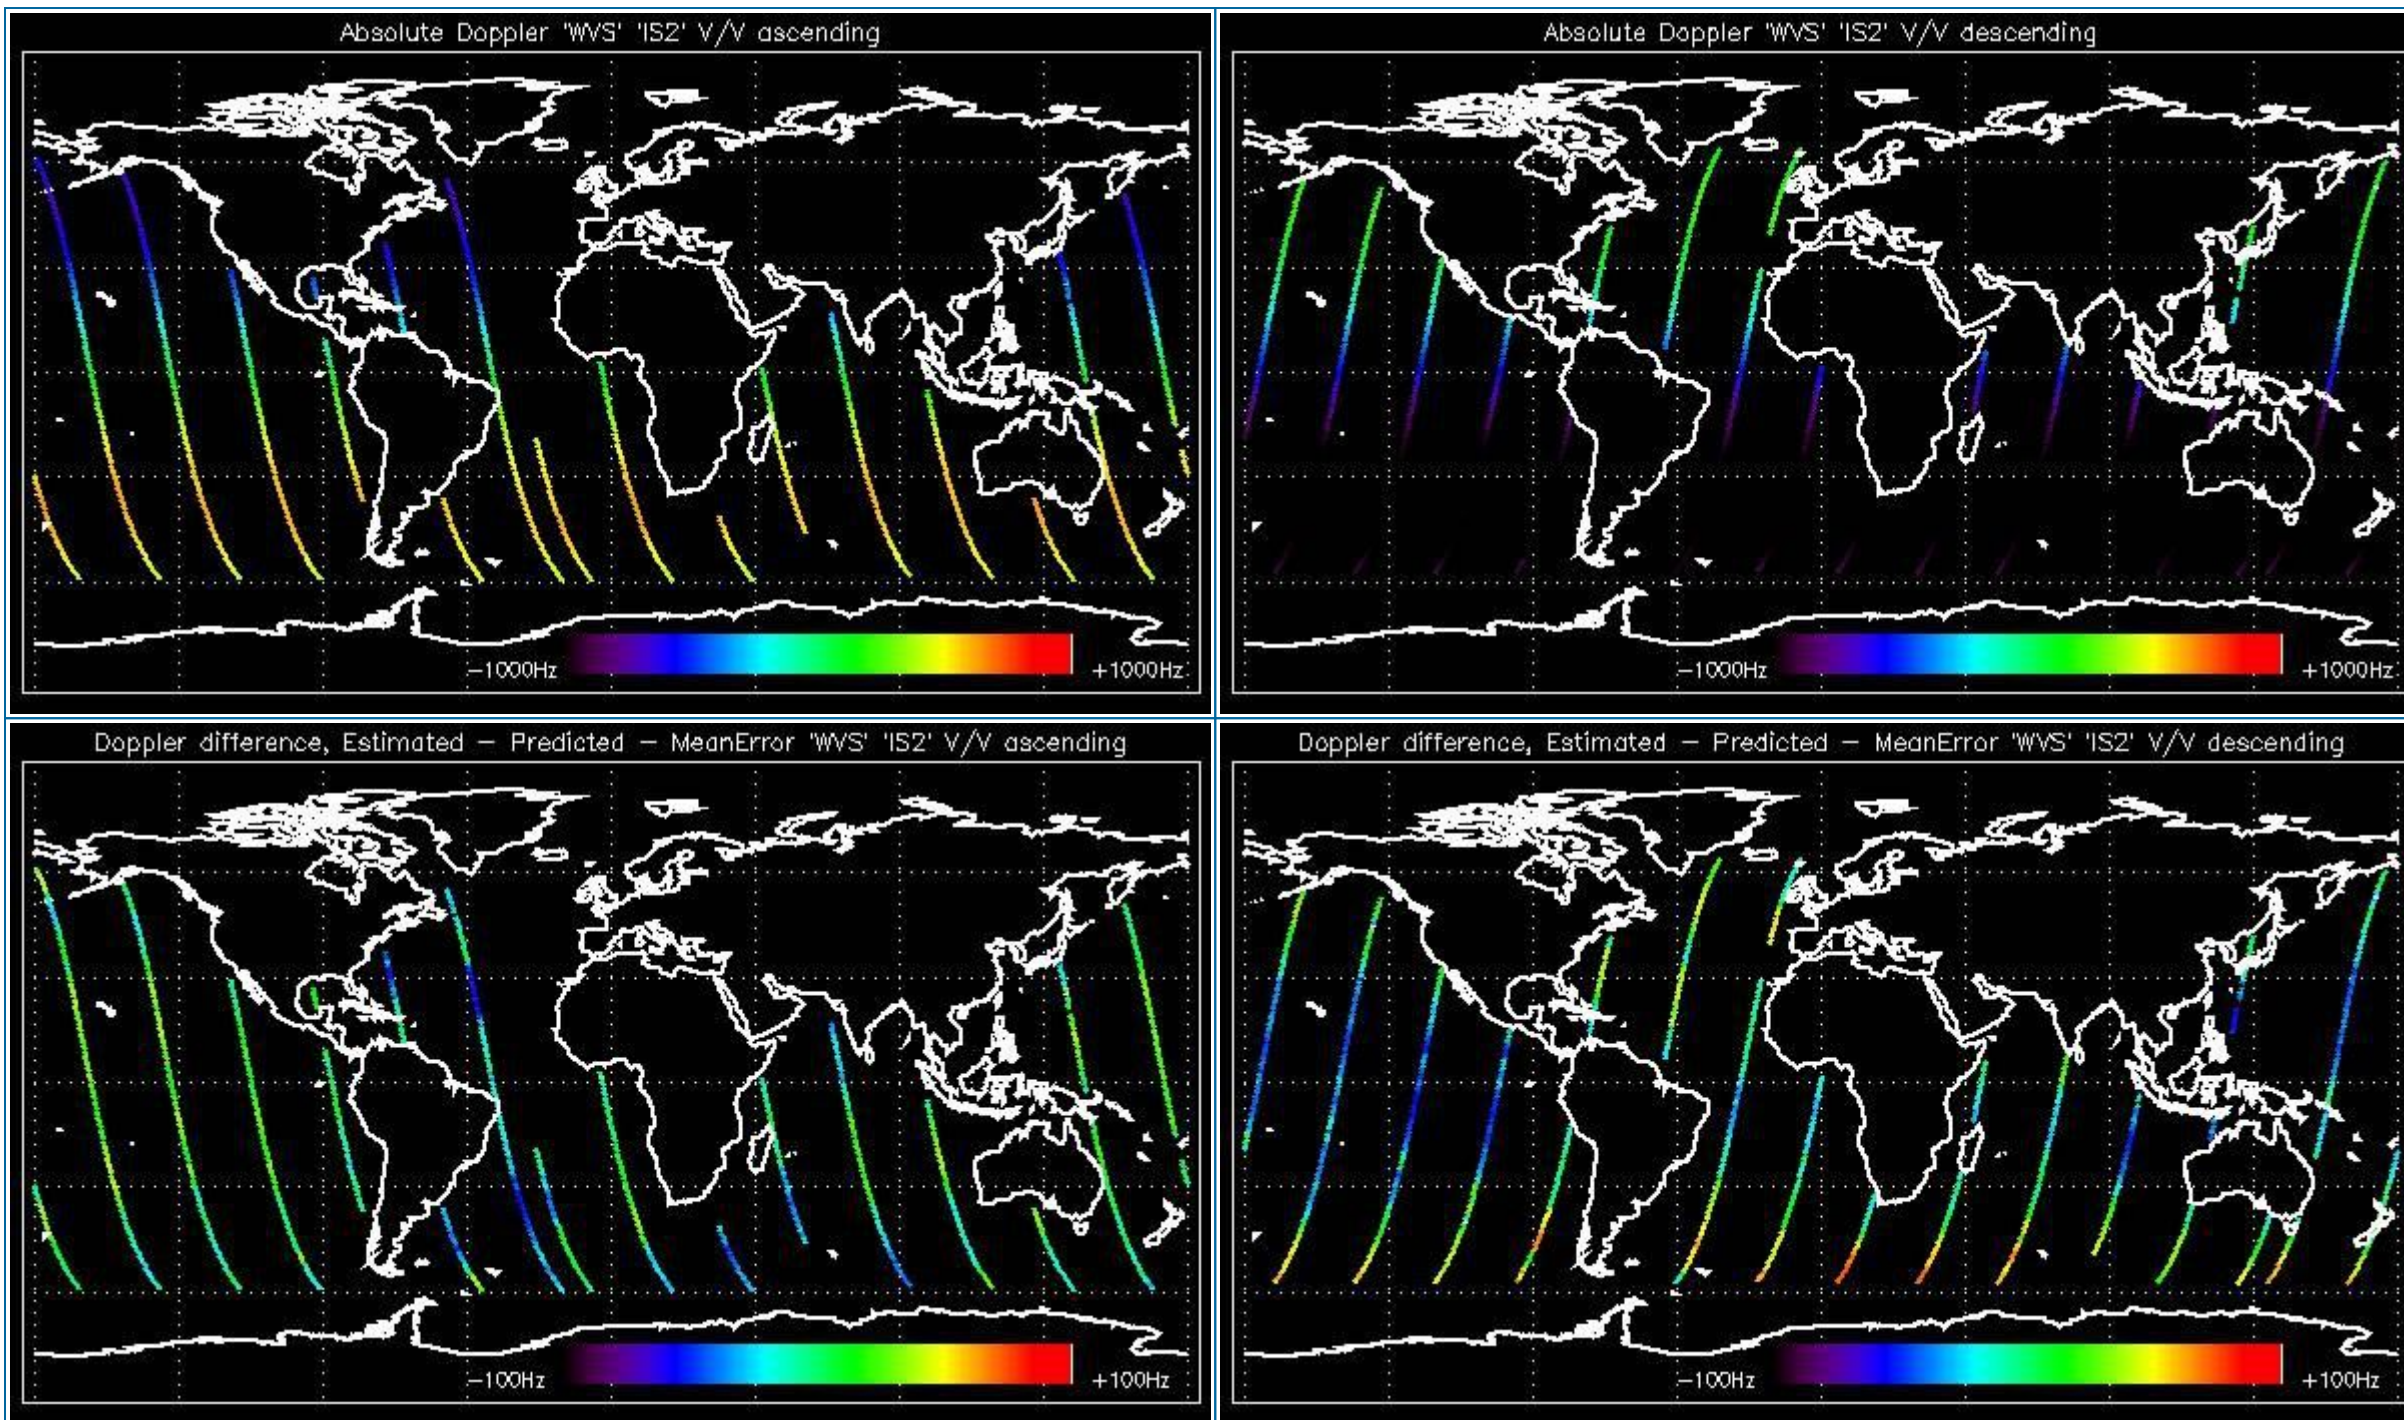 Absolute Doppler 'WVS' 'IS2' V/V ascending
-1000Hz
+1000Hz
Absolute Doppler 'WVS' 'IS2' V/V descending
-1000Hz
+1000Hz
Doppler difference, Estimated - Predicted - MeanError 'WVS' 'IS2' V/V ascending
-100Hz
+100Hz
Doppler difference, Estimated - Predicted - MeanError 'WVS' 'IS2' V/V descending
-100Hz
+100Hz